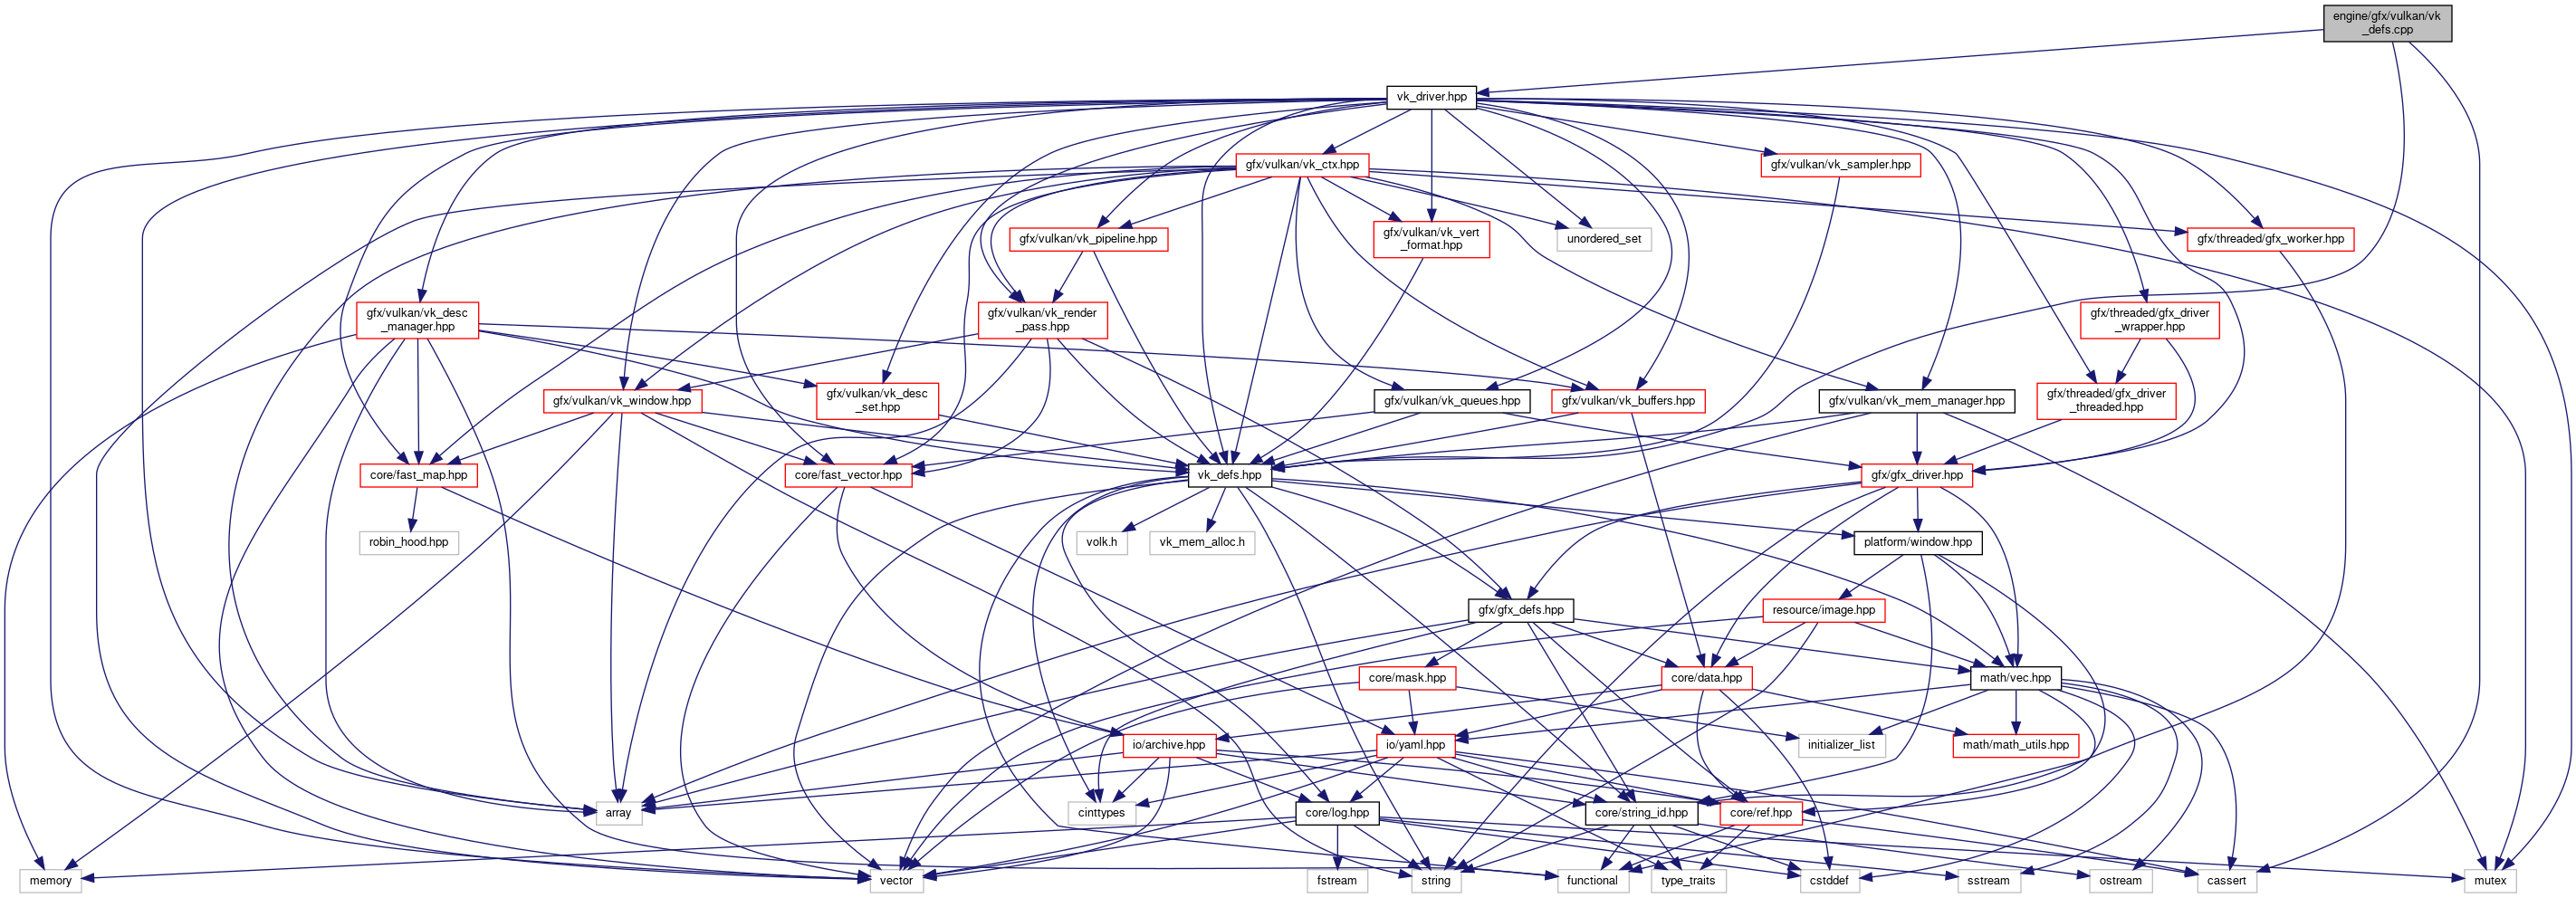 engine/gfx/vulkan/vk
_defs.cpp
vk_driver.hpp
gfx/vulkan/vk_ctx.hpp
gfx/vulkan/vk_sampler.hpp
gfx/vulkan/vk_pipeline.hpp
gfx/vulkan/vk_vert
_format.hpp
unordered_set
gfx/threaded/gfx_worker.hpp
gfx/vulkan/vk_desc
_manager.hpp
gfx/vulkan/vk_render
_pass.hpp
gfx/threaded/gfx_driver
_wrapper.hpp
gfx/vulkan/vk_window.hpp
gfx/vulkan/vk_desc
_set.hpp
gfx/vulkan/vk_queues.hpp
gfx/vulkan/vk_buffers.hpp
gfx/vulkan/vk_mem_manager.hpp
gfx/threaded/gfx_driver
_threaded.hpp
core/fast_map.hpp
core/fast_vector.hpp
vk_defs.hpp
gfx/gfx_driver.hpp
robin_hood.hpp
volk.h
vk_mem_alloc.h
platform/window.hpp
gfx/gfx_defs.hpp
resource/image.hpp
core/mask.hpp
core/data.hpp
math/vec.hpp
io/archive.hpp
io/yaml.hpp
initializer_list
math/math_utils.hpp
array
cinttypes
core/log.hpp
core/string_id.hpp
core/ref.hpp
memory
vector
fstream
string
functional
type_traits
cstddef
sstream
ostream
cassert
mutex